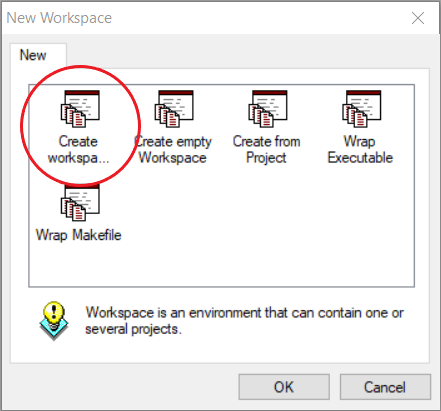 New Workspace
New
Create
workspa...
Create empty
Workspace
Create from
Project
Wrap
Executable
Wrap Makefile
Workspace is an environment that can contain one or
several projects.
OK
Cancel